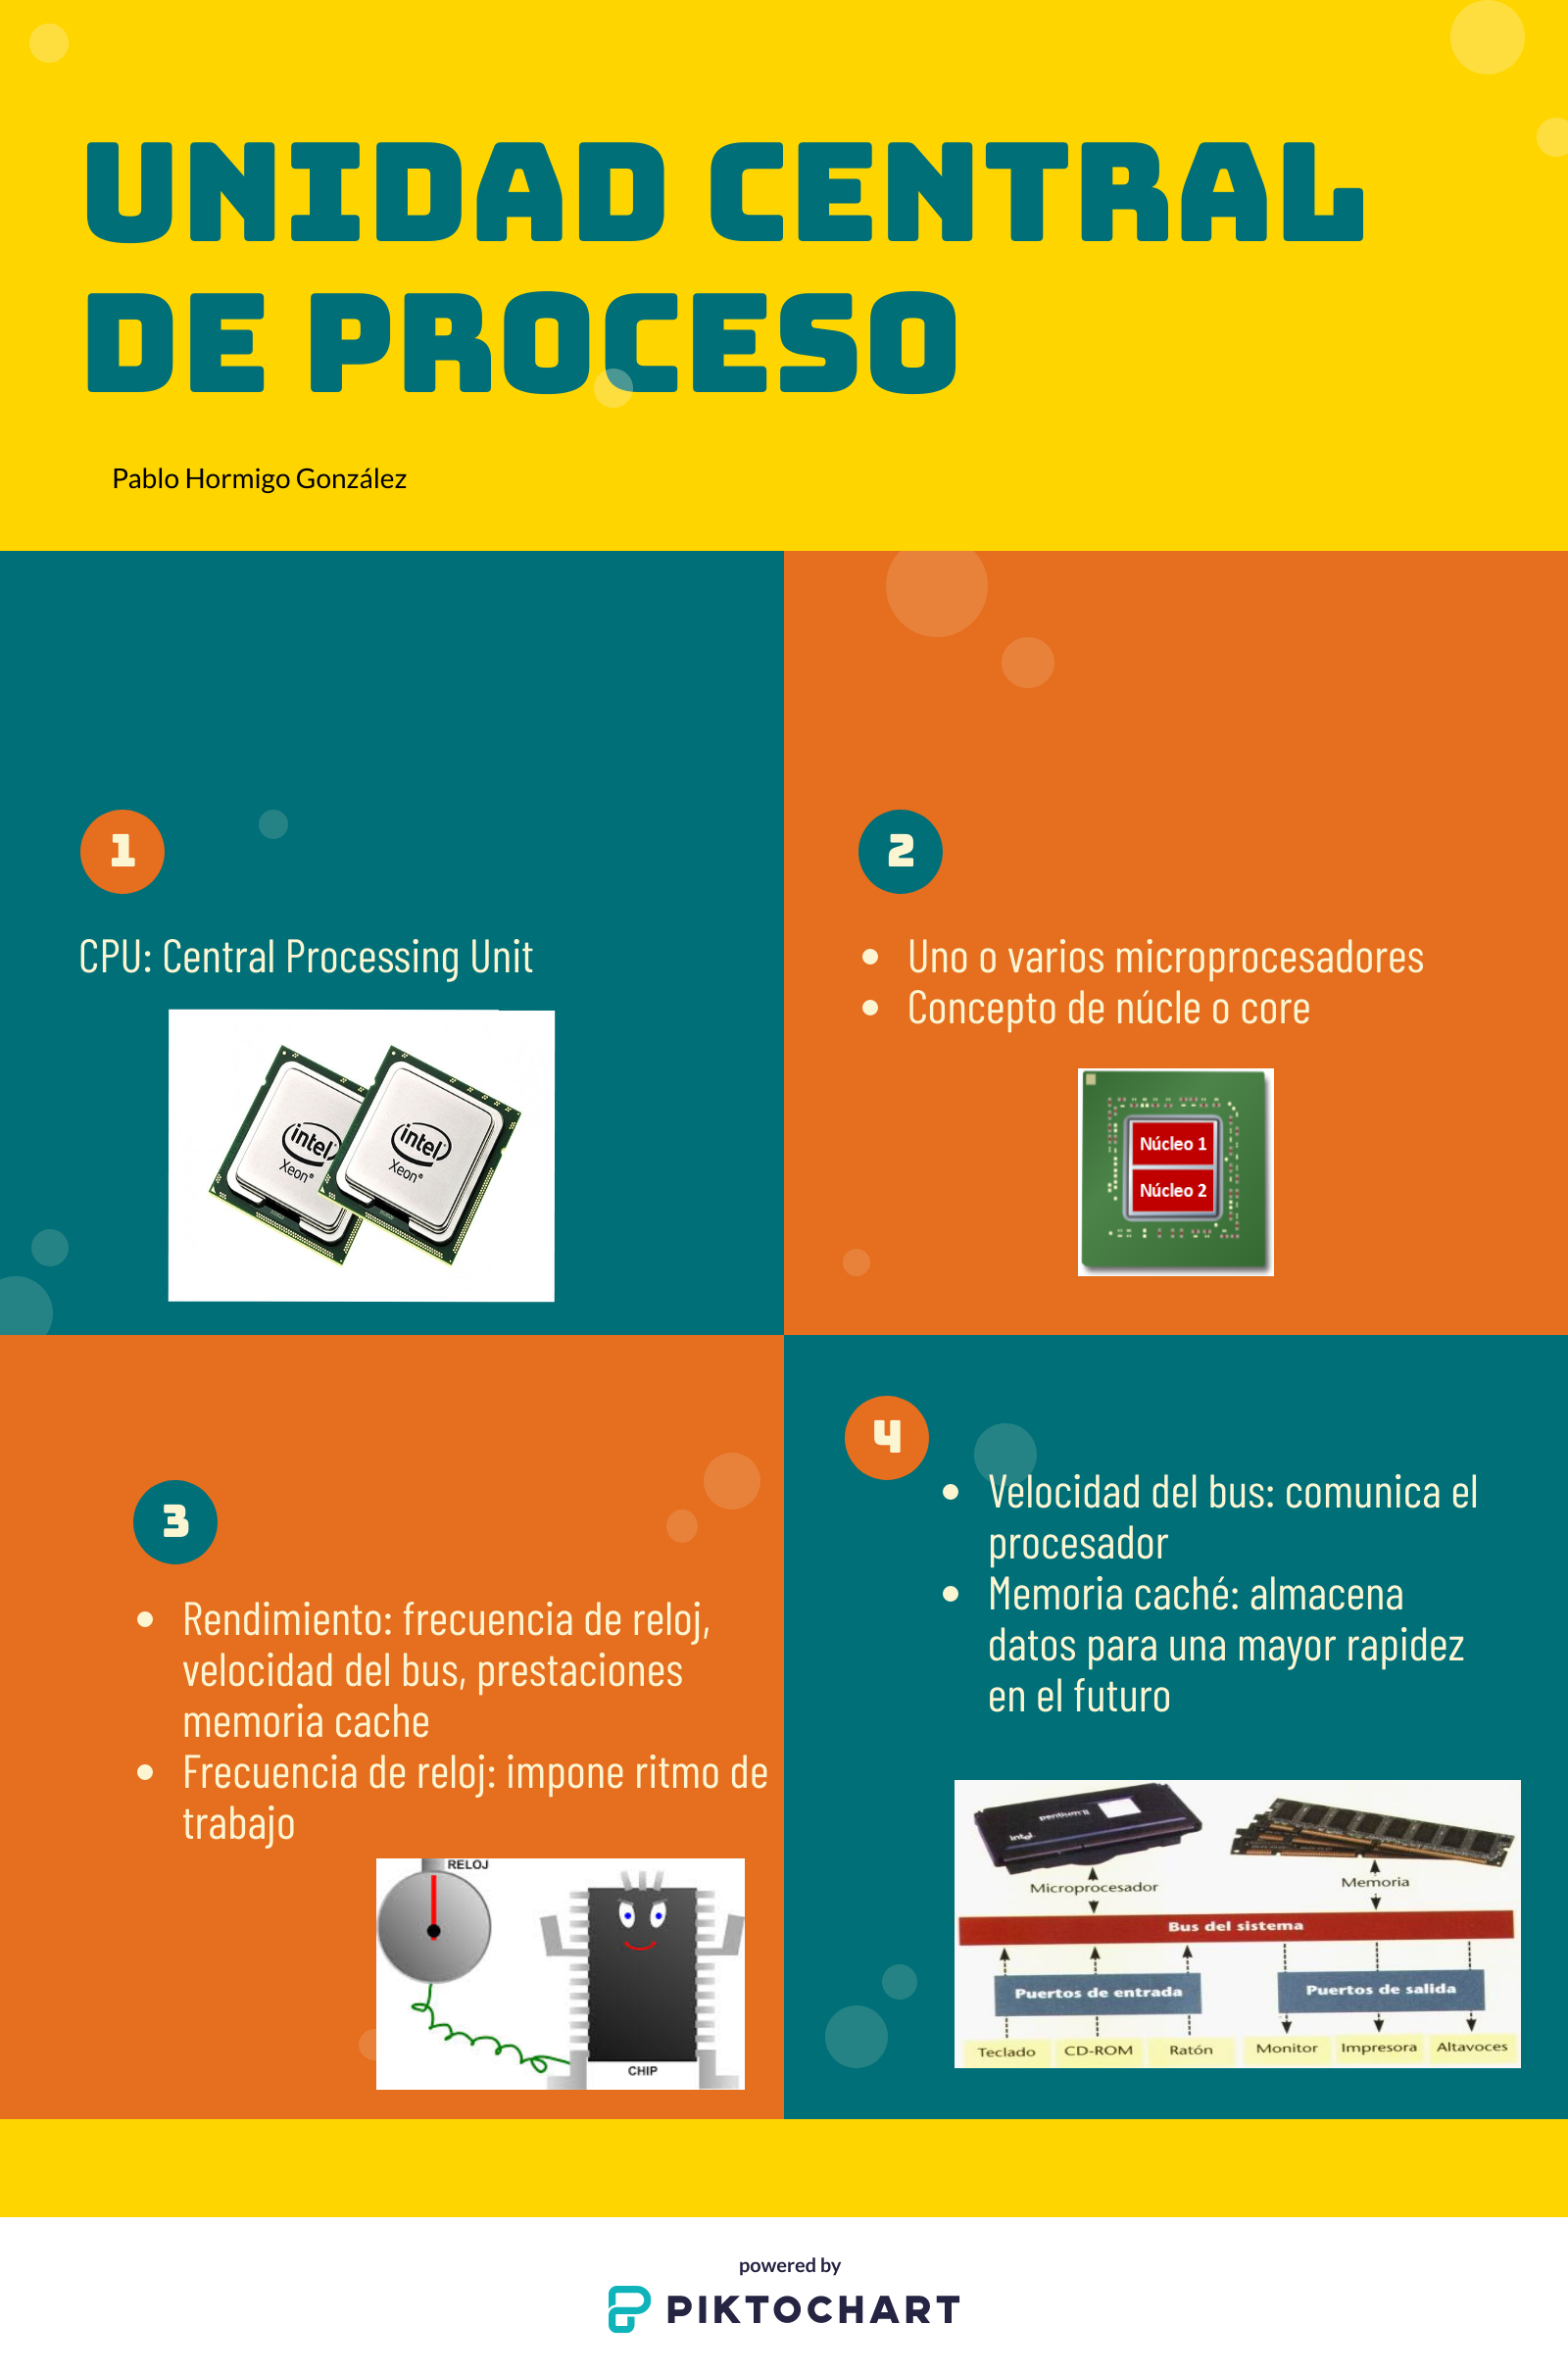 UNIDAD CENTRAL
DE PROCESO
Pablo Hormigo González
1
CPU: Central Processing Unit
intel
Xeon®
intel
Xeon®
2
Uno o varios microprocesadores
Concepto de núcle o core
Núcleo 1
Núcleo 2
3
Rendimiento: frecuencia de reloj,
velocidad del bus, prestaciones
memoria cache
Frecuencia de reloj: impone ritmo de
trabajo
RELOJ
CHIP
4
Velocidad del bus: comunica el
procesador
Memoria caché: almacena
datos para una mayor rapidez
en el futuro
pentium II
intel
Microprocesador
Memoria
Bus del sistema
Puertos de entrada
Puertos de salida
Teclado
CD-ROM
Ratón
Monitor
Impresora
Altavoces
powered by
PIKTOCHART